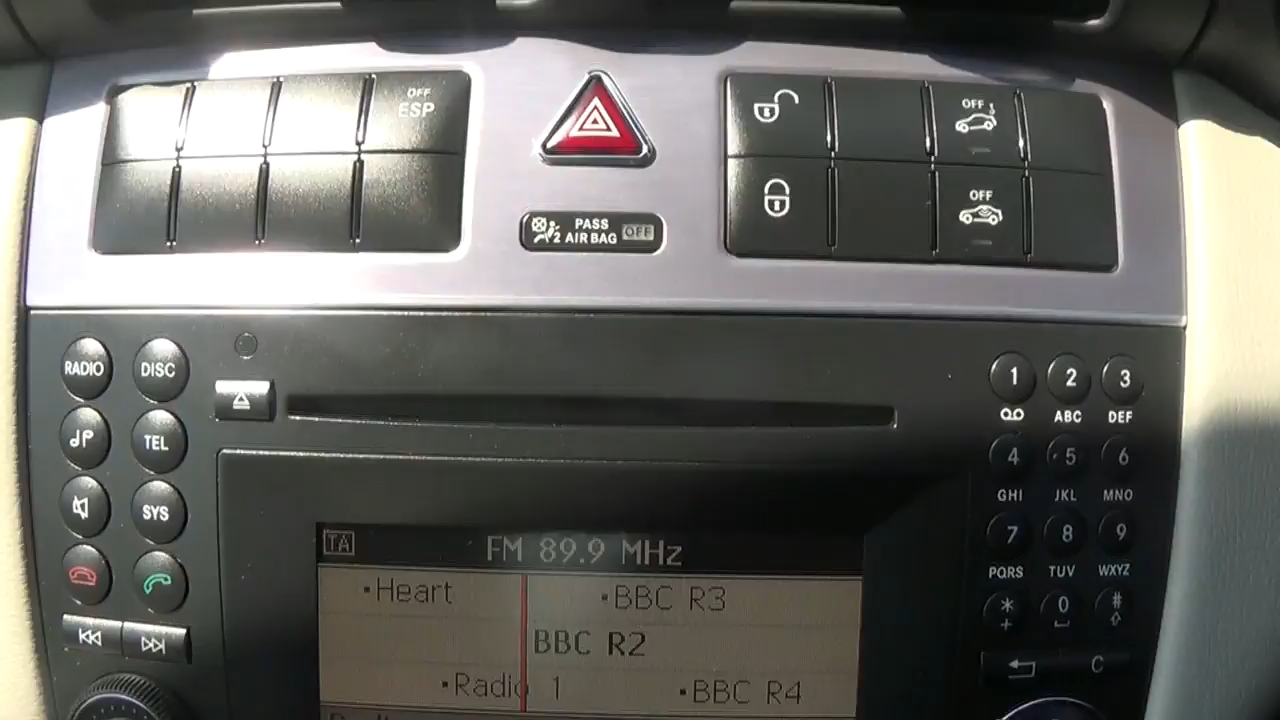 OFF
ESP
OFF
OFF
2 PASS AIR BAG OFF
RADIO
DISC
TEL
SYS
1
2
3
ABC
DEF
4
5
6
GHI
JKL
MNO
7
8
9
PQRS
TUV
WXYZ
*
0
#
+
C
TA
FM 89.9 MHz
•Heart
•BBC R3
BBC R2
•Radio 1
•BBC R4